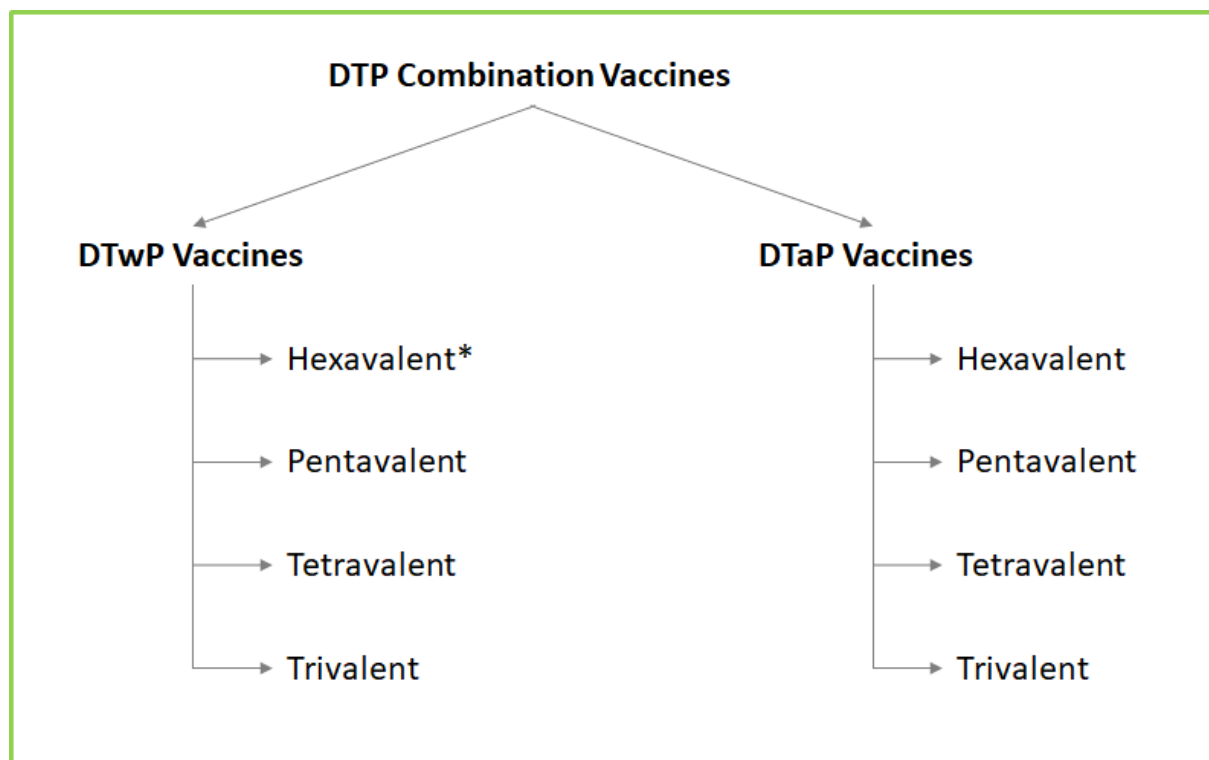 DTP Combination Vaccines
DTwP Vaccines
DTaP Vaccines
Hexavalent*
Hexavalent
Pentavalent
Pentavalent
Tetravalent
Tetravalent
Trivalent
Trivalent